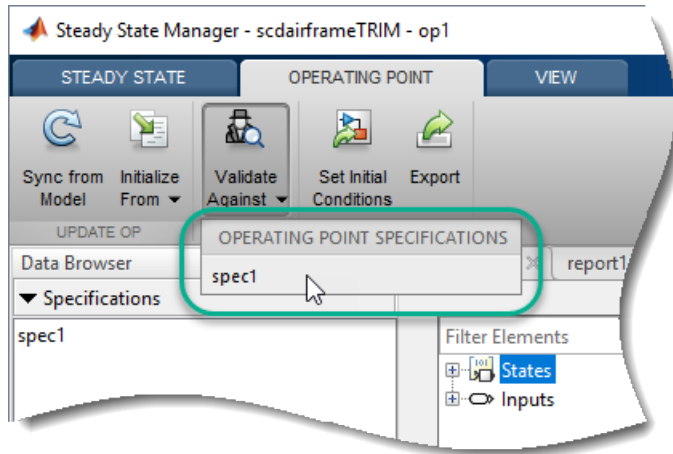 Steady State Manager - scdairframeTRIM - op1
STEADY STATE OPERATING POINT VIEW
Sync from Initialize Validate Set Initial Export
Model From Against Conditions
UPDATE OP OPERATING POINT SPECIFICATIONS
Data Browser report1
spec1
Specifications
spec1 Filter Elements
States
Inputs